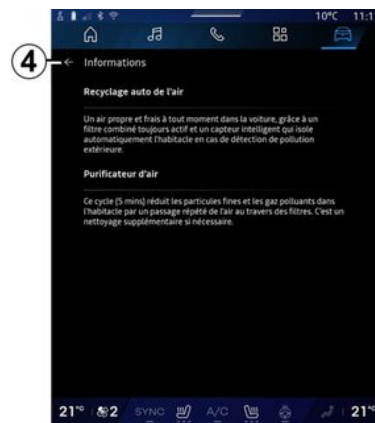 10°C 11:1
4
← Informations
Recyclage auto de l'air
Un air propre et frais à tout moment dans la voiture, grâce à un
filtre combiné toujours actif et un capteur intelligent qui isole
automatiquement l'habitacle en cas de détection de pollution
extérieure.
Purificateur d'air
Ce cycle (5 mins) réduit les particules fines et les gaz polluants dans
l'habitacle par un passage répété de l'air au travers des filtres. C'est un
nettoyage supplémentaire si nécessaire.
21°C 2 SYNC A/C 21°